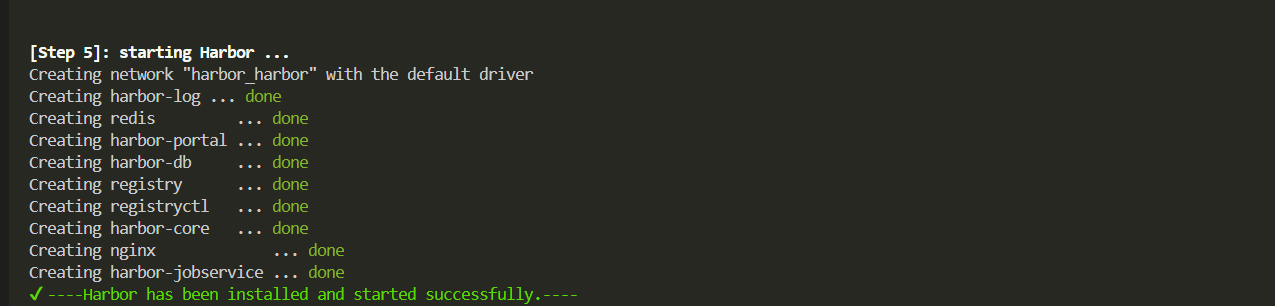 [Step 5]: starting Harbor ...
Creating network "harbor_harbor" with the default driver
Creating harbor-log ... done
Creating redis         ... done
Creating harbor-portal ... done
Creating harbor-db     ... done
Creating registry      ... done
Creating registryctl   ... done
Creating harbor-core   ... done
Creating nginx             ... done
Creating harbor-jobservice ... done
✔ ----Harbor has been installed and started successfully.----